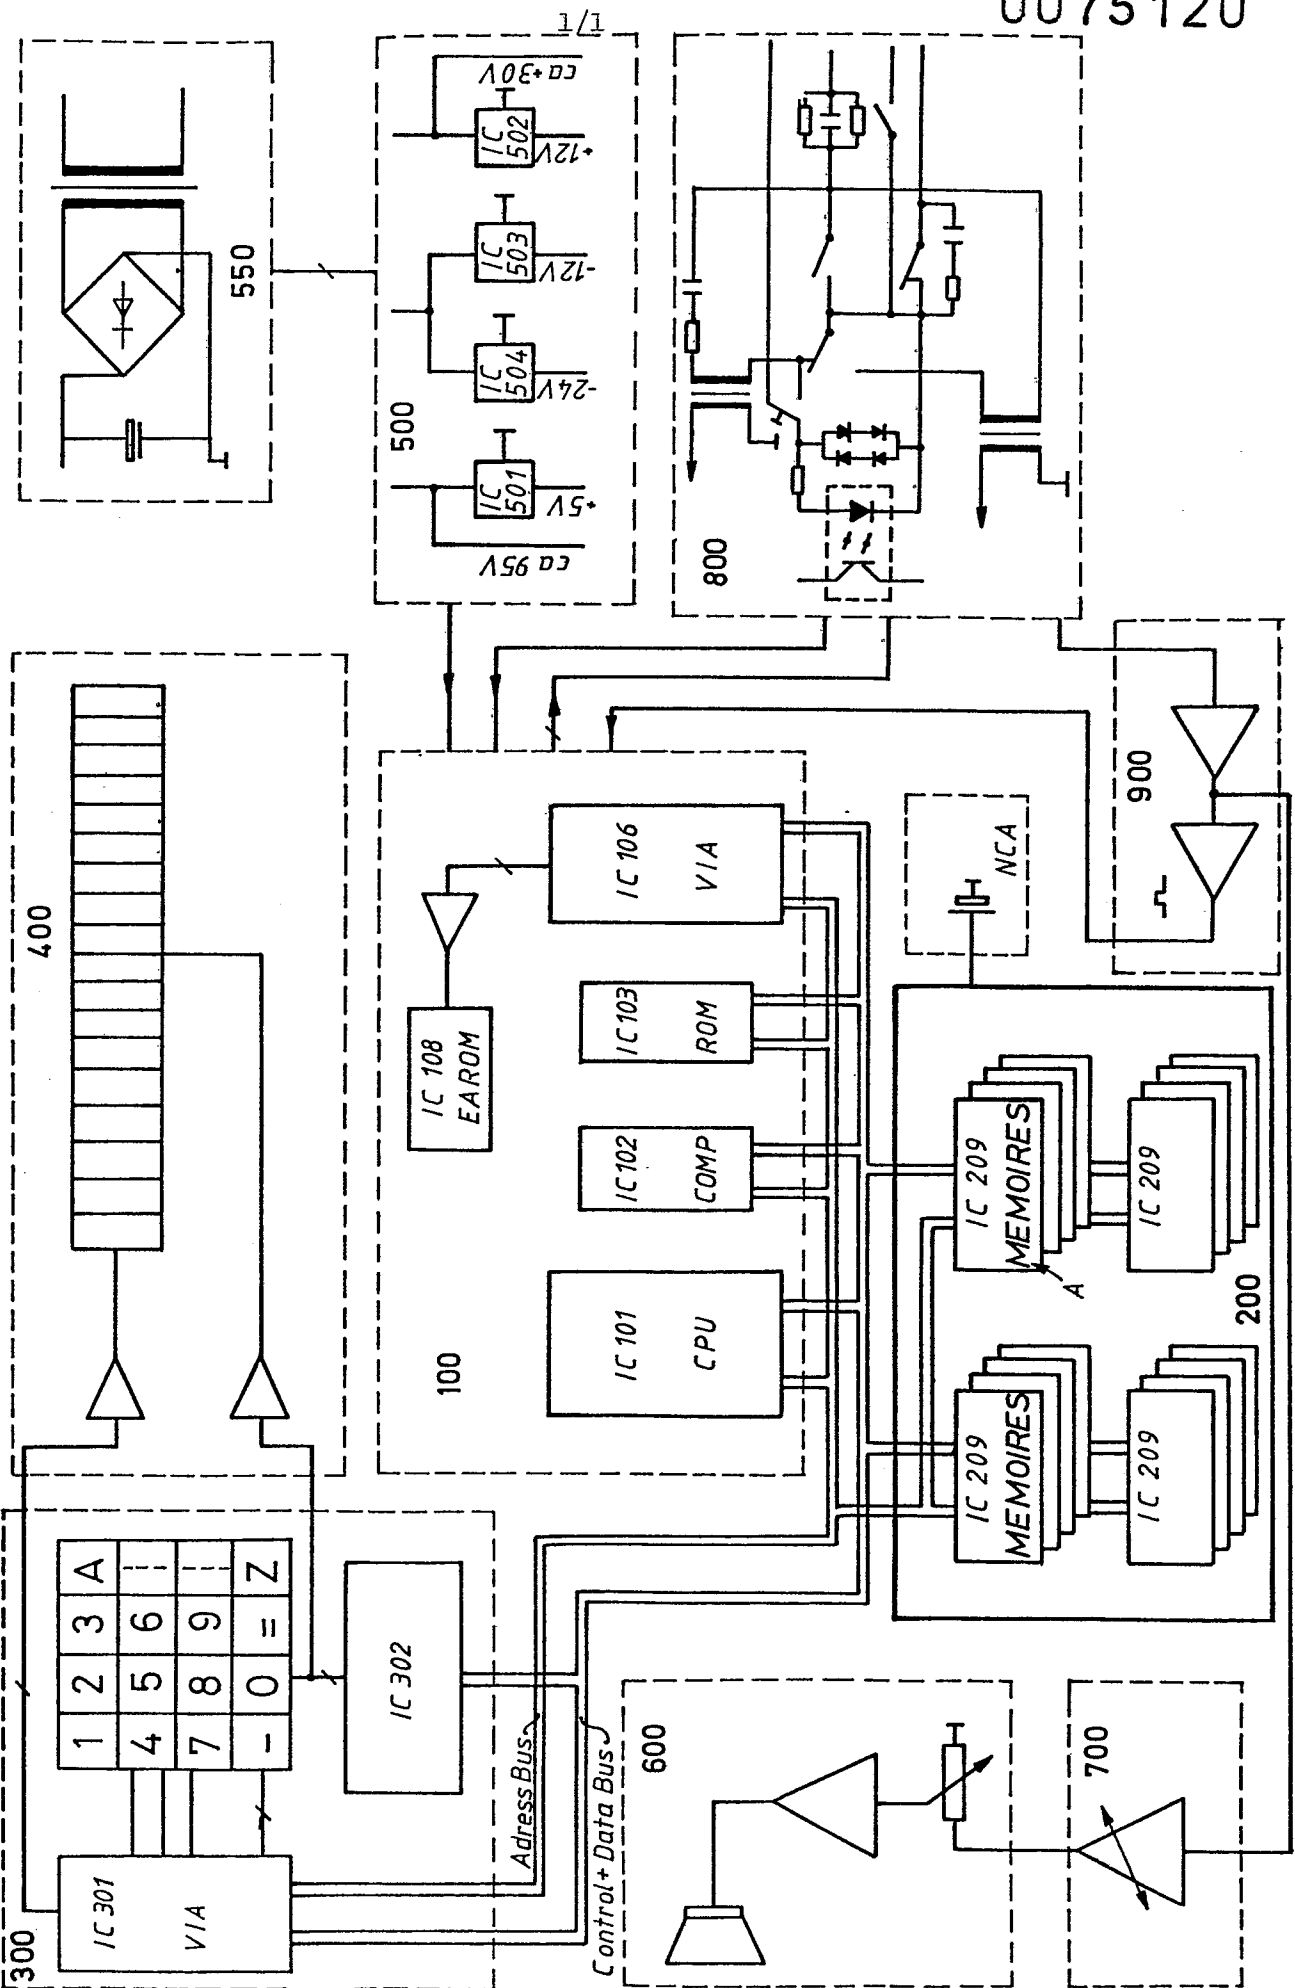 0075120
1/1
300
IC 301
VIA
1 2 3 A
4 5 6
7 8 9
- 0 = Z
IC 302
Adress Bus
Control + Data Bus
400
100
IC 101
CPU
IC 102
COMP
IC 103
ROM
IC 106
VIA
IC 108
EAROM
550
500
ca 95V
IC 501
+5V
IC 504
-24V
IC 503
-12V
IC 502
+12V
ca +30V
800
900
NCA
200
IC 209
MEMOIRES
IC 209
MEMOIRES
A
IC 209
IC 209
600
700